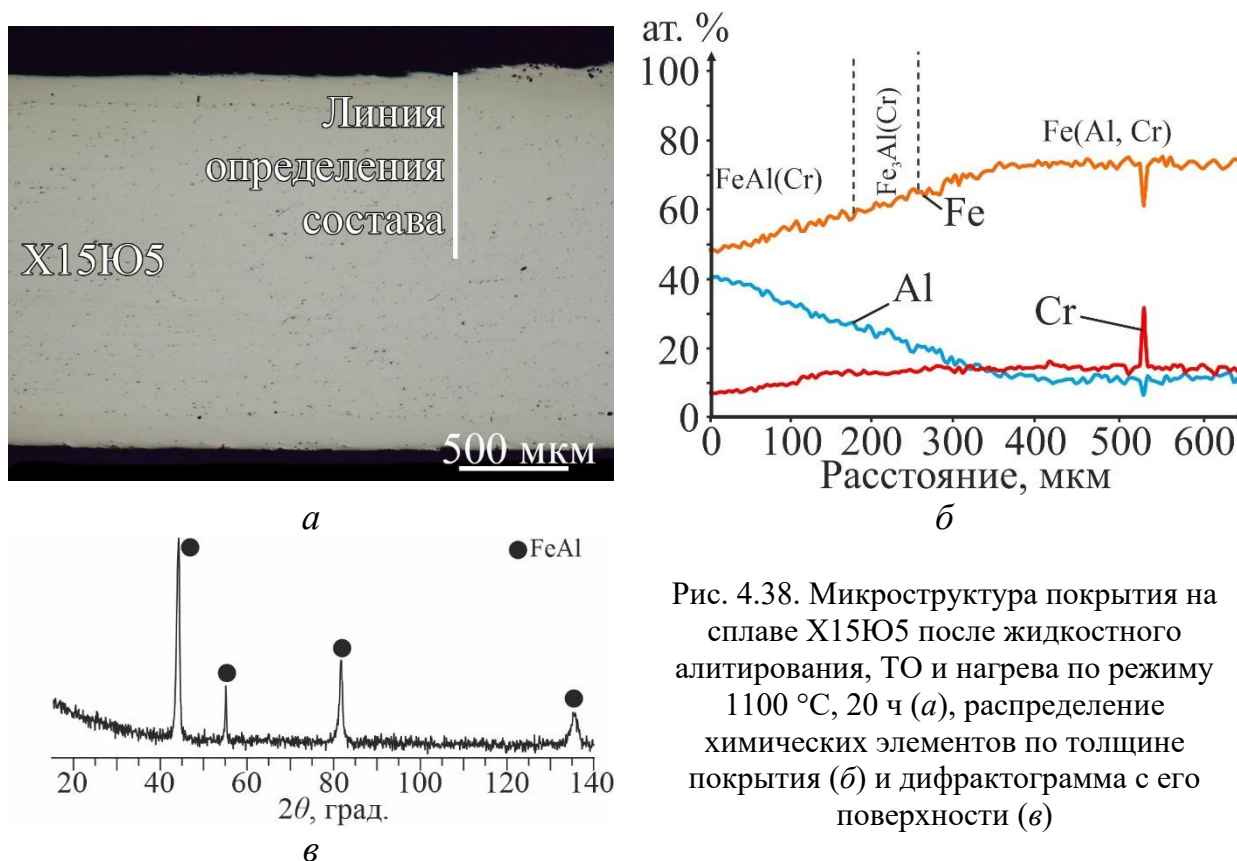 Линия
определения
состава
Х15Ю5
500 мкм
а
ат. %
100
80
60
40
20
0
FeAl(Cr)
Fe₃Al(Cr)
Fe(Al, Cr)
Fe
Al
Cr
0 100 200 300 400 500 600
Расстояние, мкм
б
FeAl
20 40 60 80 100 120 140
2θ, град.
в
Рис. 4.38. Микроструктура покрытия на
сплаве Х15Ю5 после жидкостного
алитирования, ТО и нагрева по режиму
1100 °С, 20 ч (а), распределение
химических элементов по толщине
покрытия (б) и дифрактограмма с его
поверхности (в)